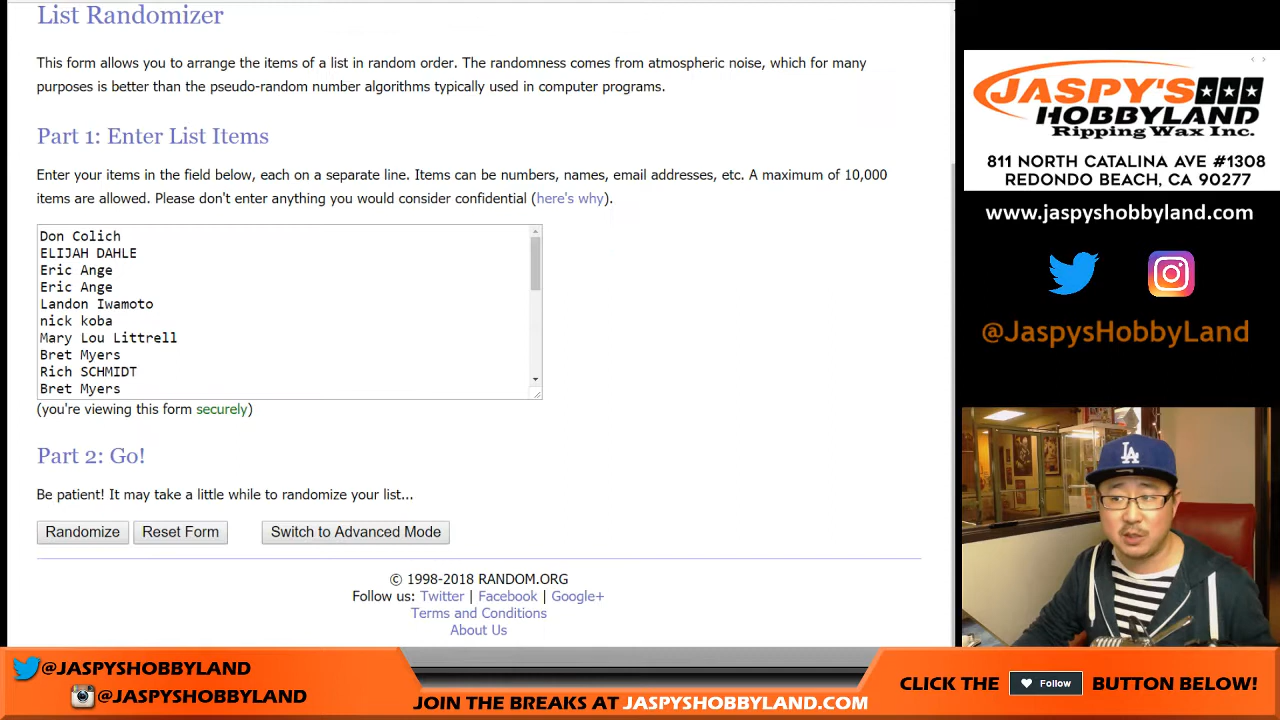 List Randomizer
This form allows you to arrange the items of a list in random order. The randomness comes from atmospheric noise, which for many
purposes is better than the pseudo-random number algorithms typically used in computer programs.
Part 1: Enter List Items
Enter your items in the field below, each on a separate line. Items can be numbers, names, email addresses, etc. A maximum of 10,000
items are allowed. Please don't enter anything you would consider confidential (here's why).
Don Colich
ELIJAH DAHLE
Eric Ange
Eric Ange
Landon Iwamoto
nick koba
Mary Lou Littrell
Bret Myers
Rich SCHMIDT
Bret Myers
(you're viewing this form securely)
Part 2: Go!
Be patient! It may take a little while to randomize your list...
Randomize Reset Form Switch to Advanced Mode
© 1998-2018 RANDOM.ORG
Follow us: Twitter | Facebook | Google+
Terms and Conditions
About Us
JASPY'S
HOBBYLAND
Ripping Wax Inc.
811 NORTH CATALINA AVE #1308
REDONDO BEACH, CA 90277
www.jaspyshobbyland.com
@JaspysHobbyLand
LA
@JASPYSHOBBYLAND
@JASPYSHOBBYLAND
JOIN THE BREAKS AT JASPYSHOBBYLAND.COM
CLICK THE Follow BUTTON BELOW!